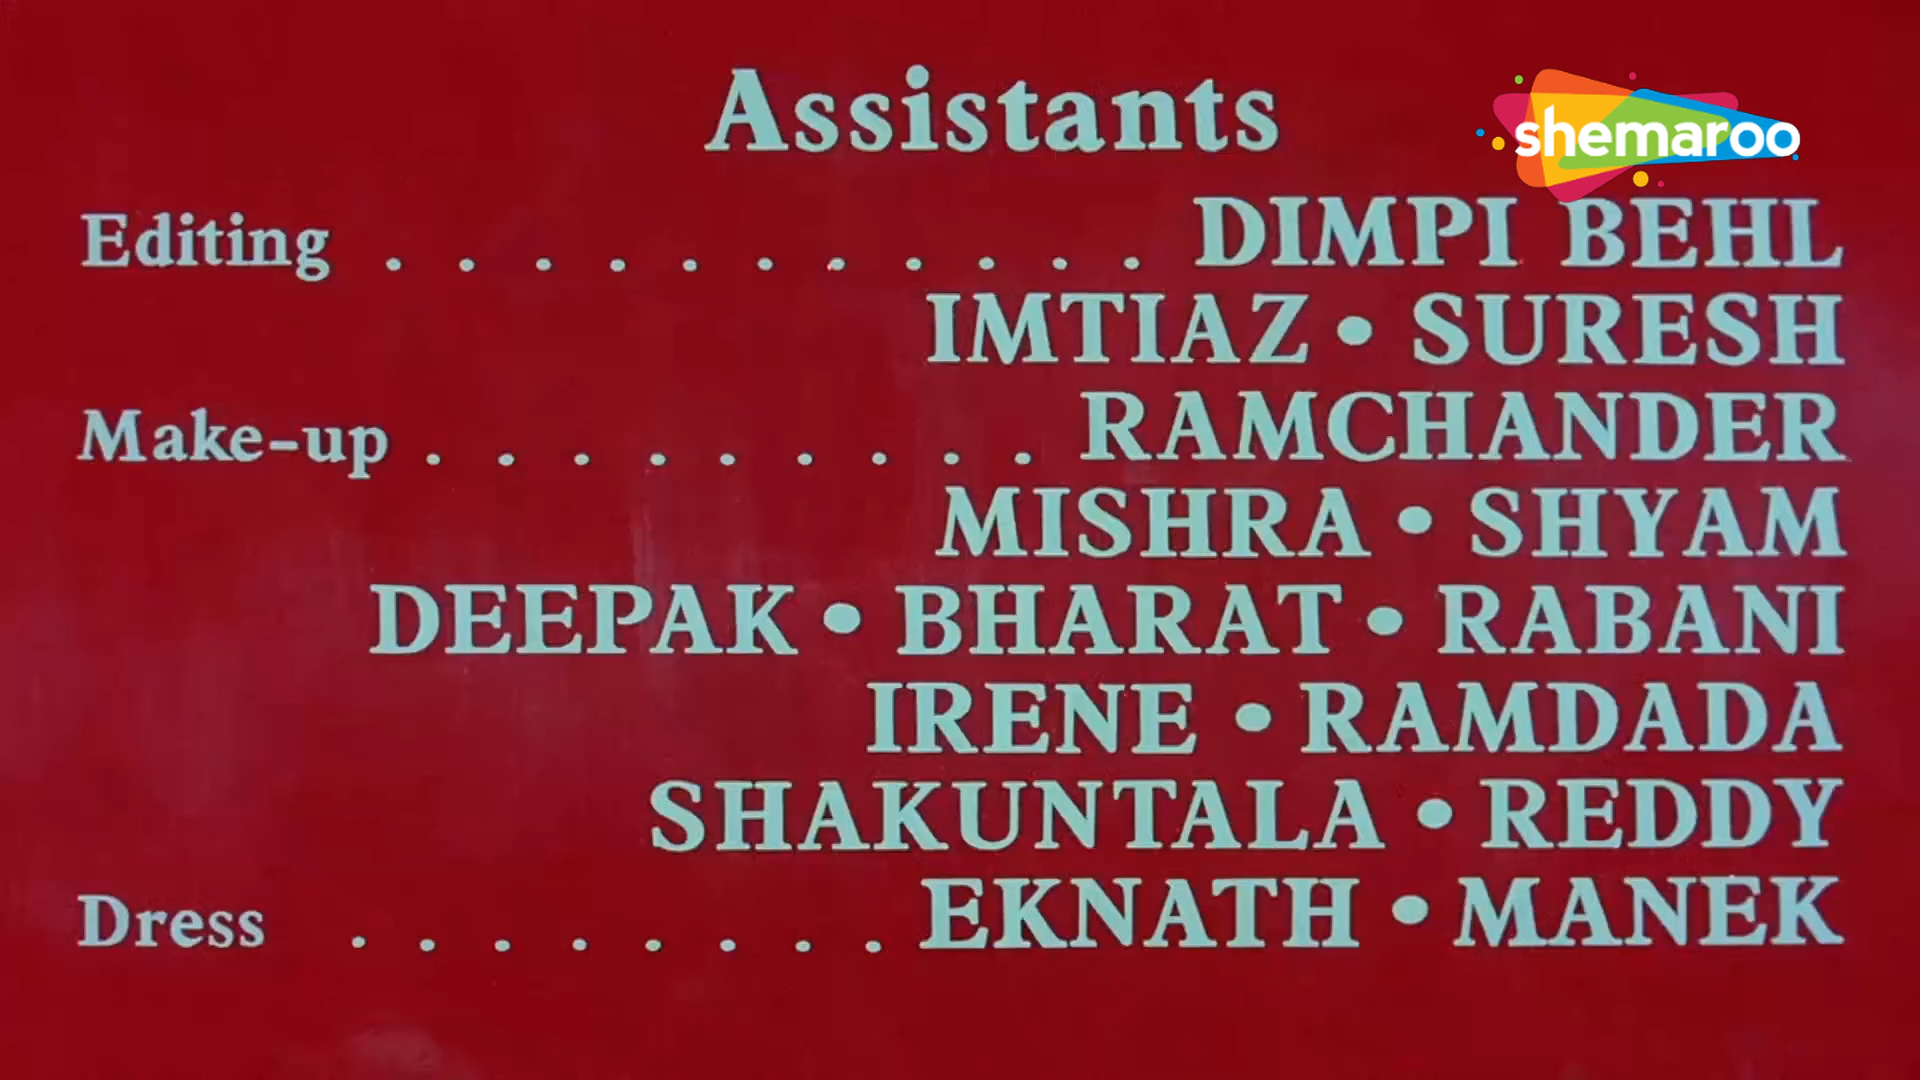 Assistants
shemaroo
Editing . . . . . . . . . . . DIMPI BEHL
IMTIAZ • SURESH
Make-up . . . . . . . . . RAMCHANDER
MISHRA • SHYAM
DEEPAK • BHARAT • RABANI
IRENE • RAMDADA
SHAKUNTALA • REDDY
Dress . . . . . . . . EKNATH • MANEK